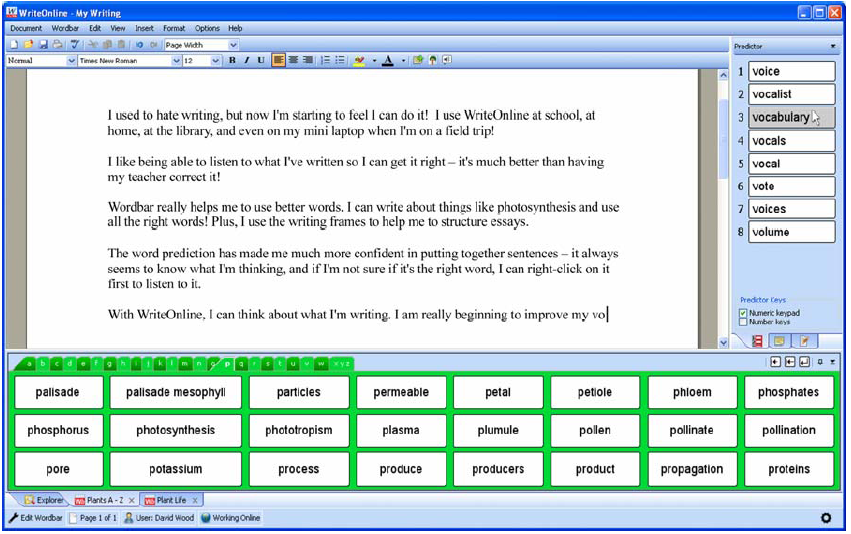 WriteOnline - My Writing
Document Wordbar Edit View Insert Format Options Help
Page Width
Normal Times New Roman 12 B I U A
I used to hate writing, but now I'm starting to feel I can do it! I use WriteOnline at school, at
home, at the library, and even on my mini laptop when I'm on a field trip!
I like being able to listen to what I've written so I can get it right – it's much better than having
my teacher correct it!
Wordbar really helps me to use better words. I can write about things like photosynthesis and use
all the right words! Plus, I use the writing frames to help me to structure essays.
The word prediction has made me much more confident in putting together sentences – it always
seems to know what I'm thinking, and if I'm not sure if it's the right word, I can right-click on it
first to listen to it.
With WriteOnline, I can think about what I'm writing. I am really beginning to improve my vo
Predictor
1 voice
2 vocalist
3 vocabulary
4 vocals
5 vocal
6 vote
7 voices
8 volume
Predictor Keys
Numeric keypad
Number keys
a b c d e f g h i j k l m n o p q r s t u v w xyz
palisade palisade mesophyll particles permeable petal petiole phloem phosphates
phosphorus photosynthesis phototropism plasma plumule pollen pollinate pollination
pore potassium process produce producers product propagation proteins
Explorer Plants A - Z Plant Life
Edit Wordbar Page 1 of 1 User: David Wood Working Online